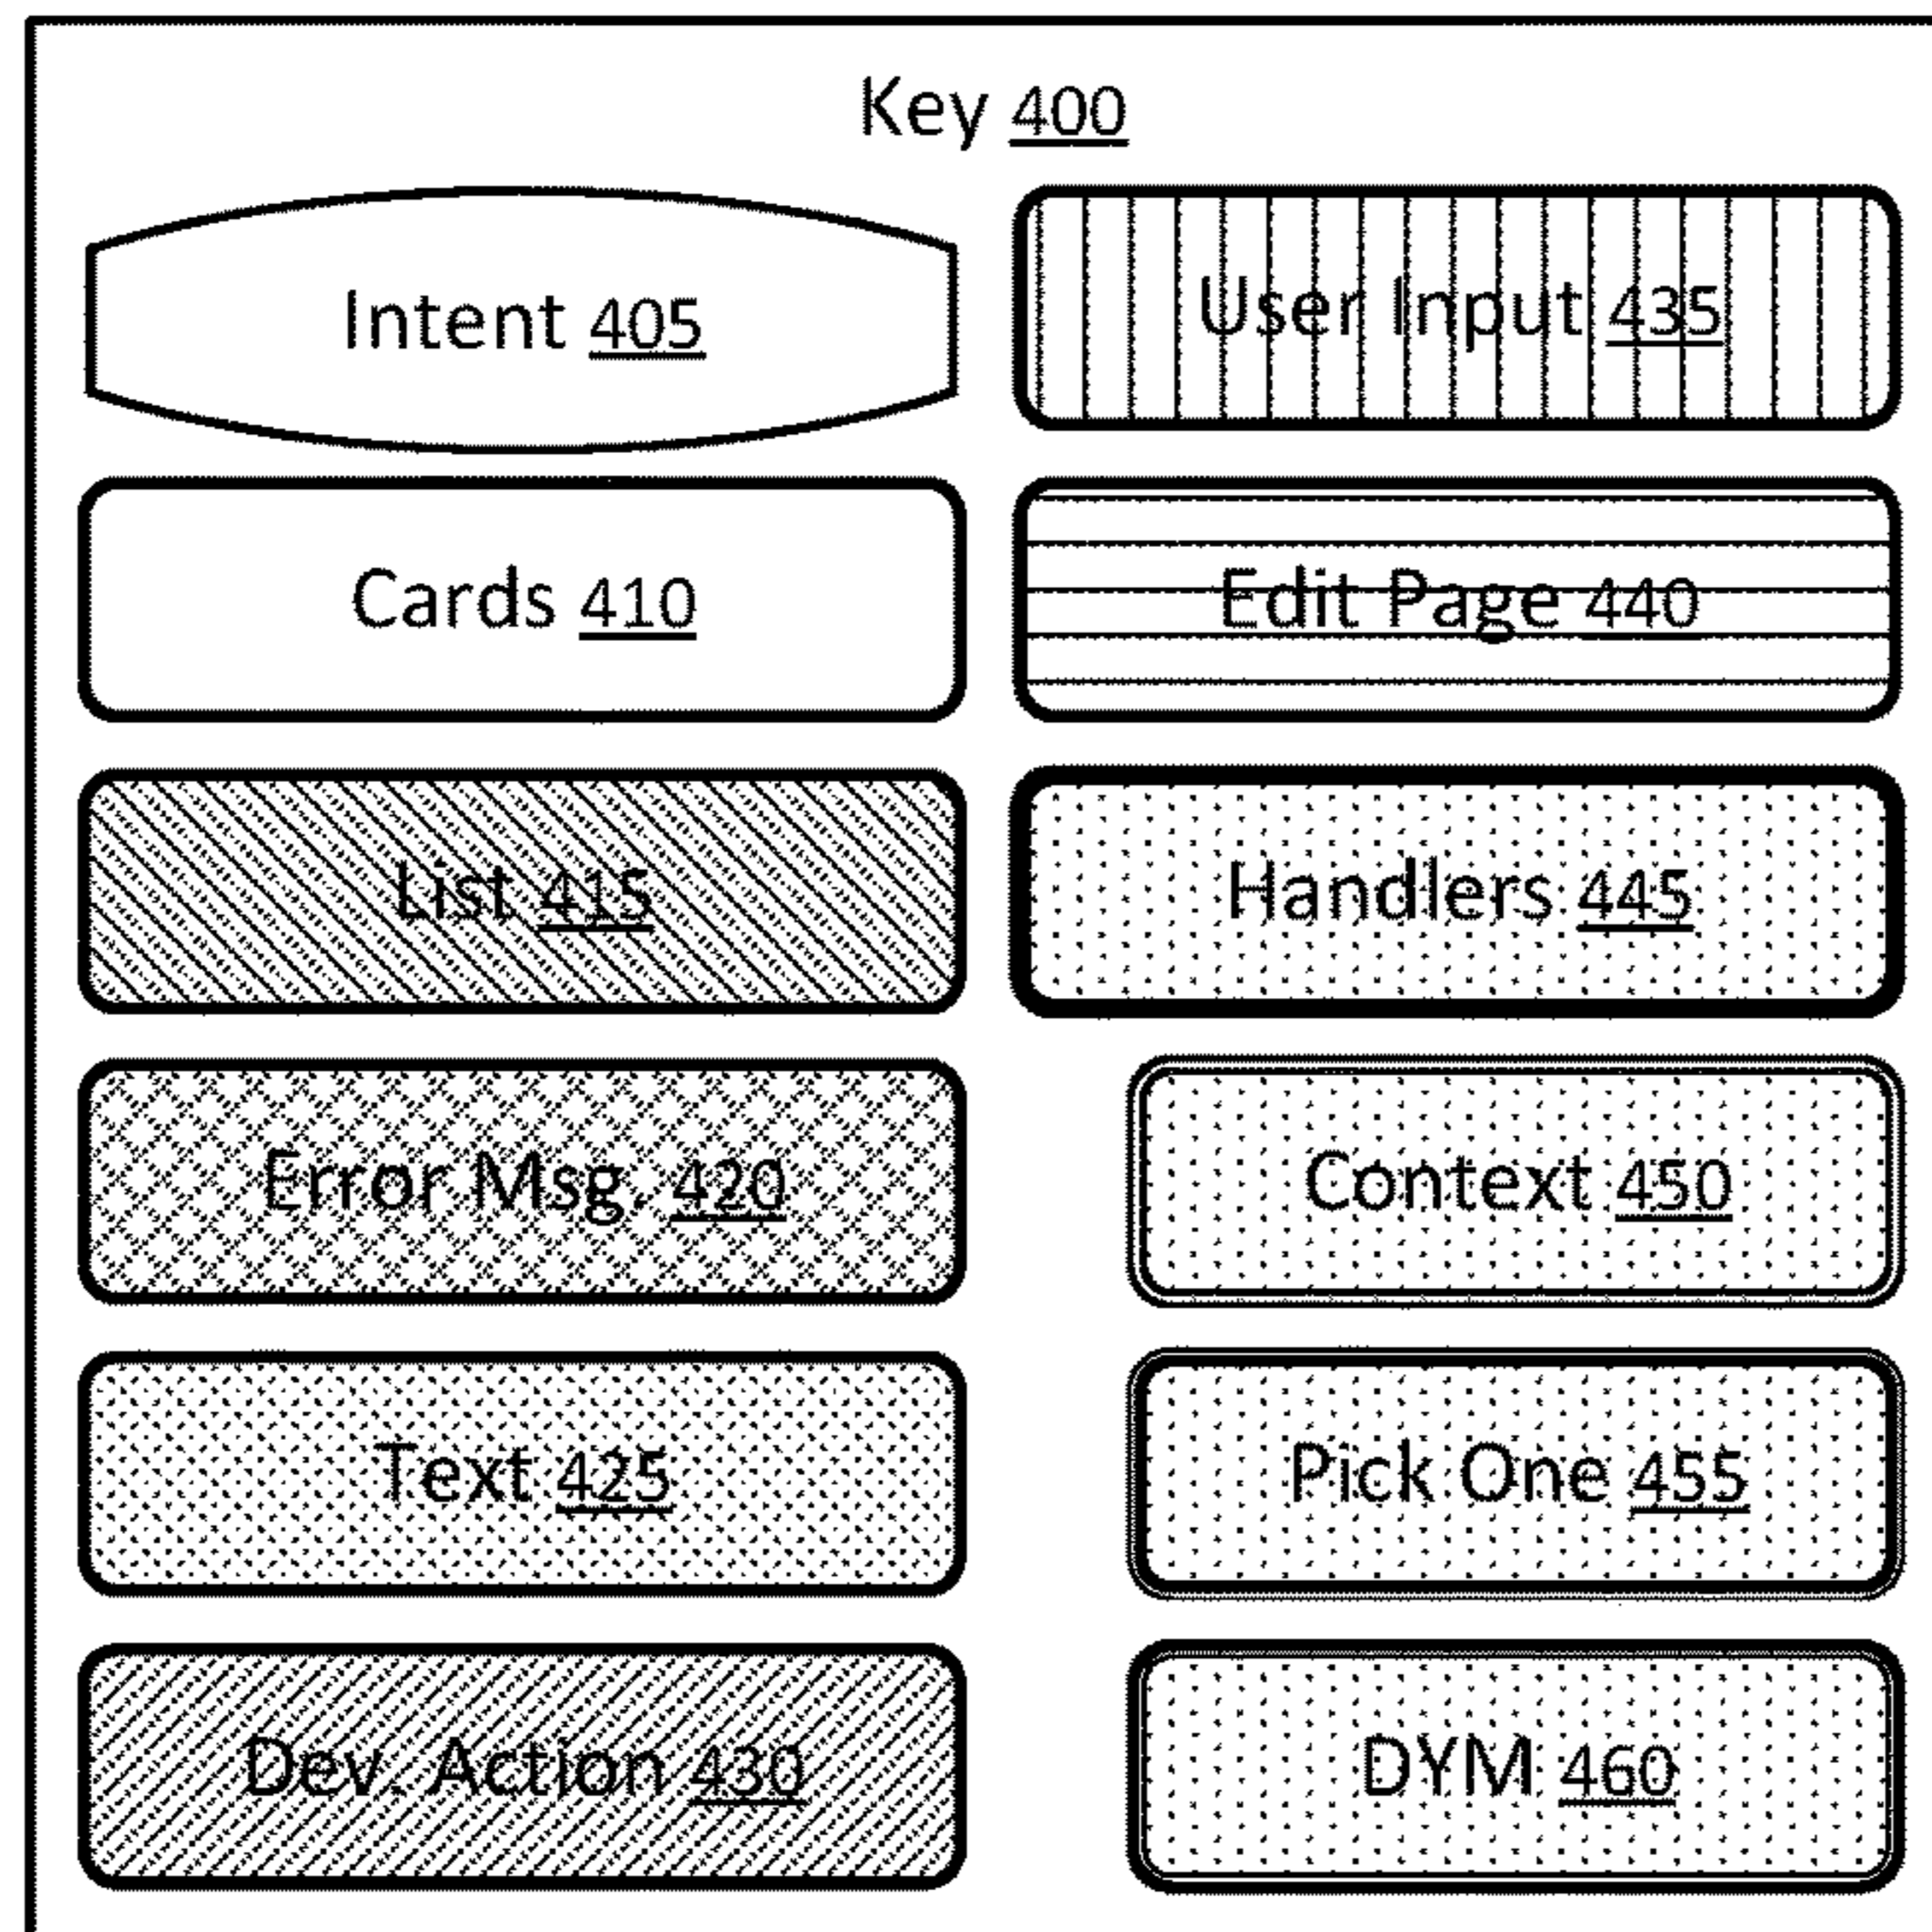 Key 400
Intent 405
User Input 435
Cards 410
Edit Page 440
List 415
Handlers 445
Error Msg. 420
Context 450
Text 425
Pick One 455
Dev. Action 430
DYM 460